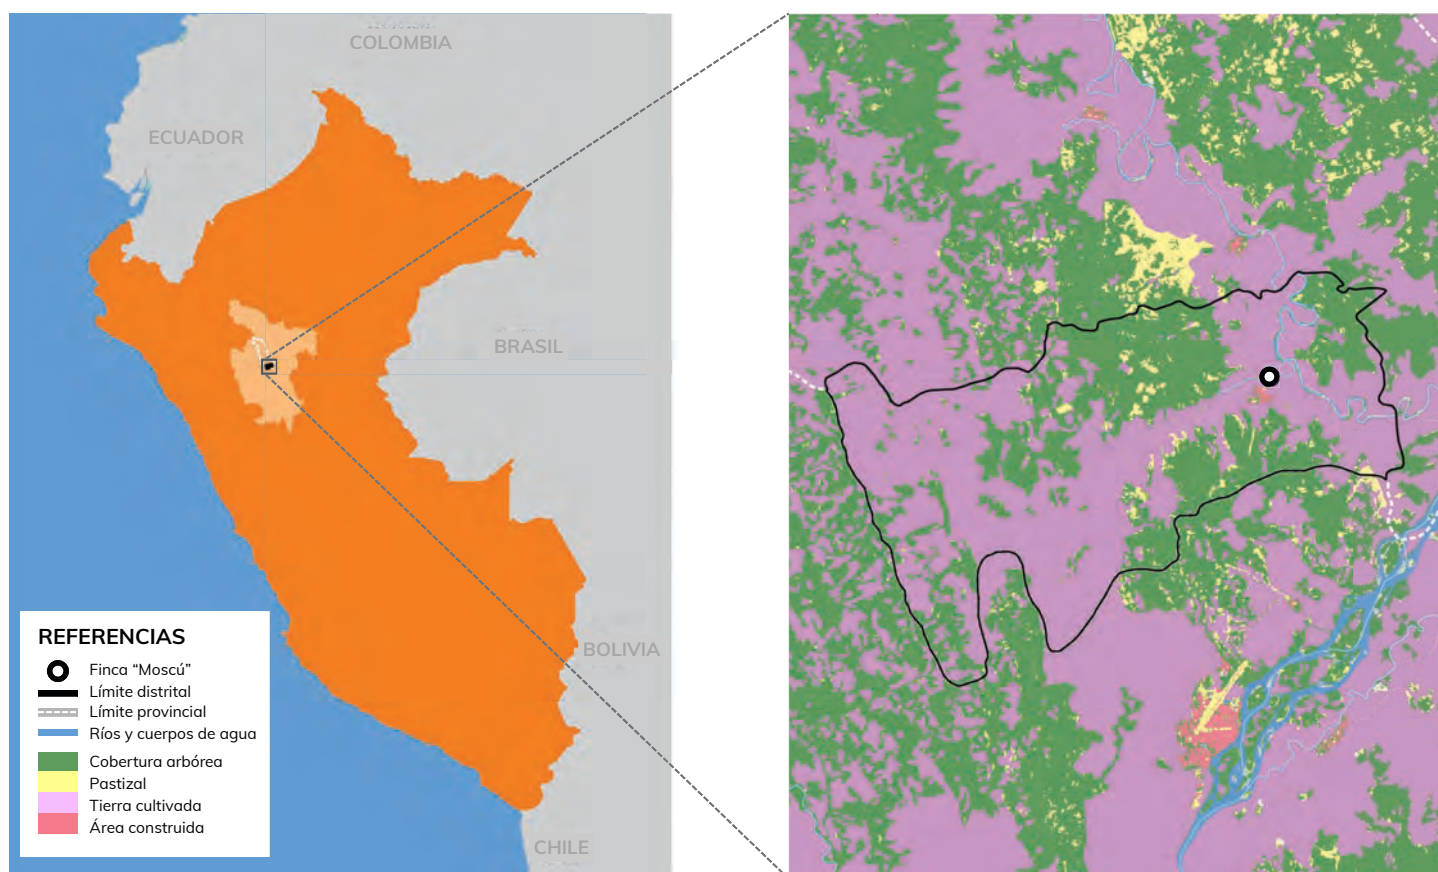 COLOMBIA
ECUADOR
BRASIL
BOLIVIA
CHILE
REFERENCIAS
Finca “Moscú”
Límite distrital
Límite provincial
Ríos y cuerpos de agua
Cobertura arbórea
Pastizal
Tierra cultivada
Área construida